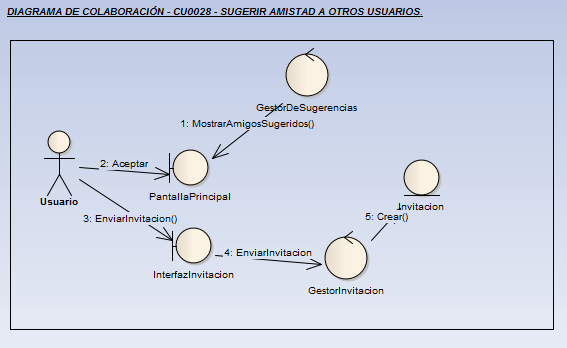 DIAGRAMA DE COLABORACIÓN - CU0028 - SUGERIR AMISTAD A OTROS USUARIOS.
GestorDeSugerencias
1: MostrarAmigosSugeridos()
2: Aceptar
PantallaPrincipal
Usuario
Invitacion
3: EnviarInvitacion()
5: Crear()
4: EnviarInvitacion
InterfazInvitacion
GestorInvitacion